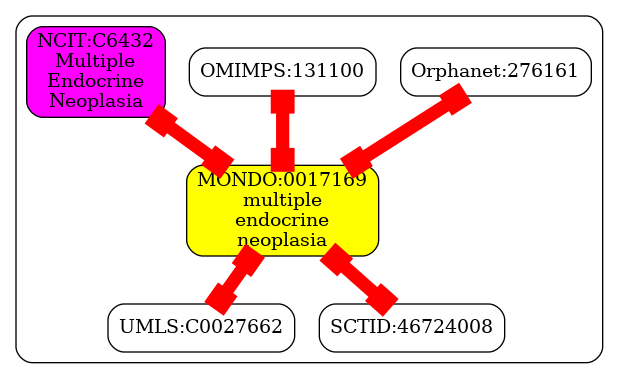 NCIT:C6432
Multiple
Endocrine
Neoplasia
OMIMPS:131100
Orphanet:276161
MONDO:0017169
multiple
endocrine
neoplasia
UMLS:C0027662
SCTID:46724008